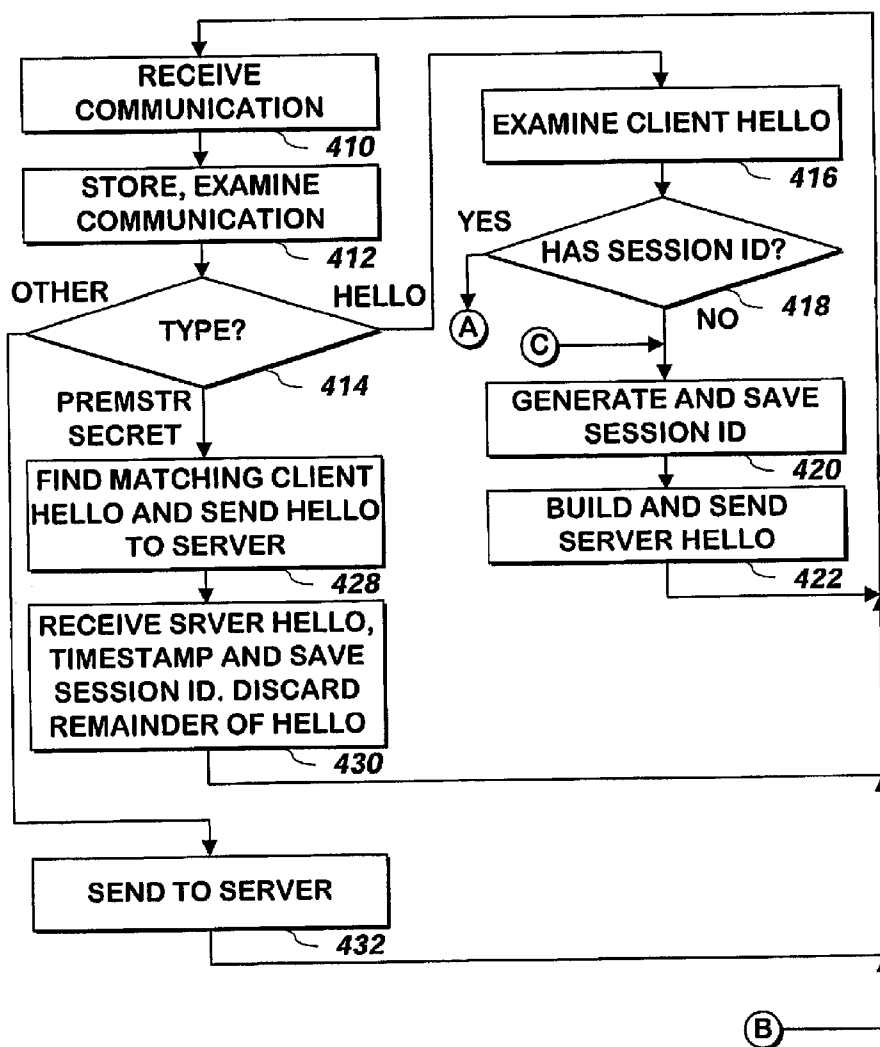 RECEIVE
COMMUNICATION
410
STORE, EXAMINE
COMMUNICATION
412
OTHER
HELLO
TYPE?
414
PREMSTR
SECRET
FIND MATCHING CLIENT
HELLO AND SEND HELLO
TO SERVER
428
RECEIVE SRVER HELLO,
TIMESTAMP AND SAVE
SESSION ID. DISCARD
REMAINDER OF HELLO
430
SEND TO SERVER
432
EXAMINE CLIENT HELLO
416
YES
HAS SESSION ID?
418
A
NO
C
GENERATE AND SAVE
SESSION ID
420
BUILD AND SEND
SERVER HELLO
422
B